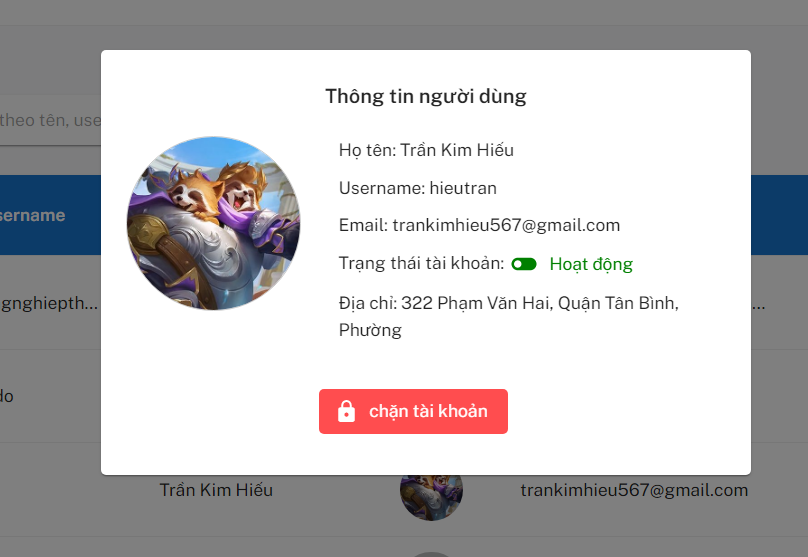 Thông tin người dùng
theo tên, use
Họ tên: Trần Kim Hiếu
Username: hieutran
sername
Email: trankimhieu567@gmail.com
Trạng thái tài khoản: Hoạt động
gnghiepth... ...
Địa chỉ: 322 Phạm Văn Hai, Quận Tân Bình,
Phường
do
chặn tài khoản
Trần Kim Hiếu trankimhieu567@gmail.com